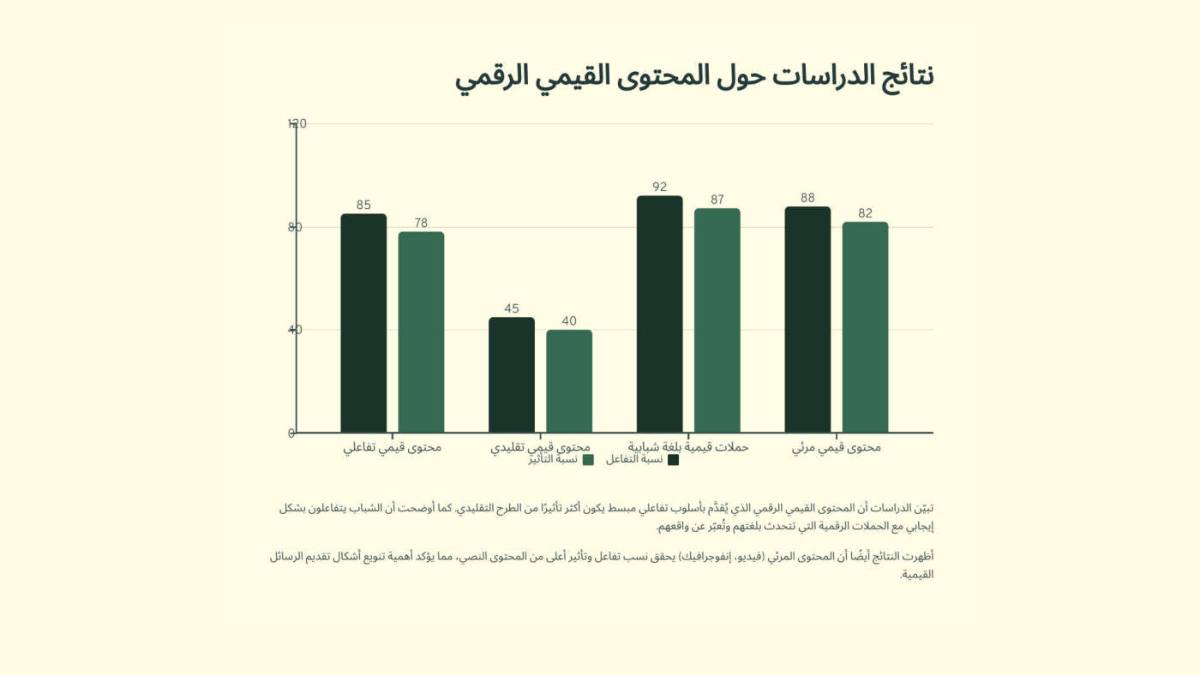 نتائج الدراسات حول المحتوى القيمي الرقمي
120
80
40
0
85
78
45
40
92
87
88
82
محتوى قيمي تفاعلي
محتوى قيمي تقليدي
حملات قيمية بلغة شبابية
محتوى قيمي مرئي
نسبة التفاعل
نسبة التأثير
تبيّن الدراسات أن المحتوى القيمي الرقمي الذي يُقدَّم بأسلوب تفاعلي مبسط يكون أكثر تأثيرًا من الطرح التقليدي. كما أوضحت أن الشباب يتفاعلون بشكل
إيجابي مع الحملات الرقمية التي تتحدث بلغتهم وتُعبّر عن واقعهم.
أظهرت النتائج أيضًا أن المحتوى المرئي (فيديو، إنفوجرافيك) يحقق نسب تفاعل وتأثير أعلى من المحتوى النصي، مما يؤكد أهمية تنويع أشكال تقديم الرسائل
القيمية.